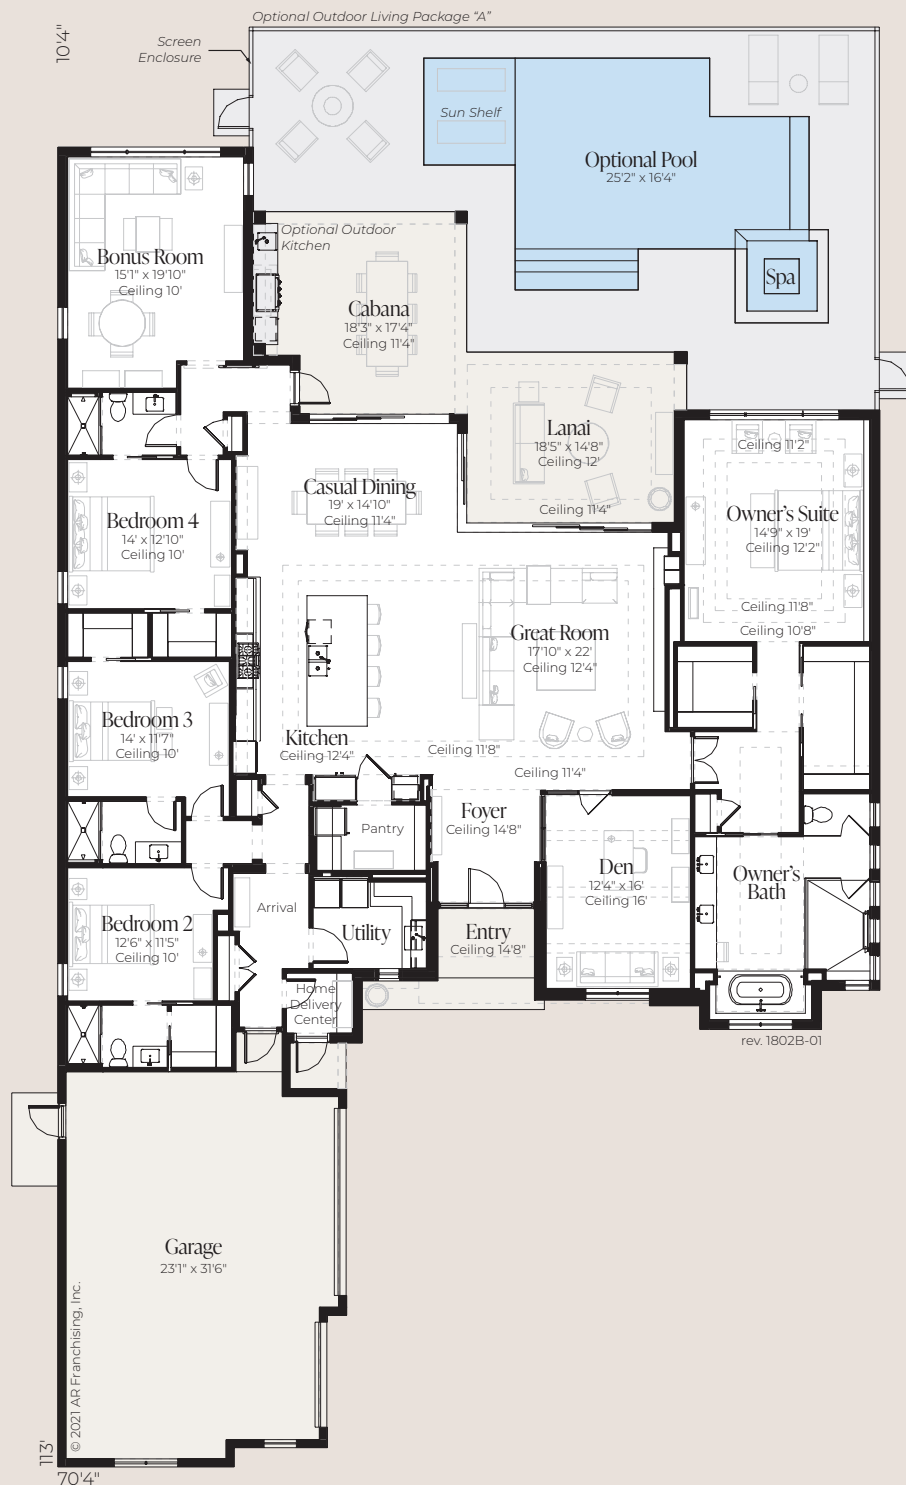 Optional Outdoor Living Package “A”
10'4"
Screen
Enclosure
Sun Shelf
Optional Pool
25'2" x 16'4"
Spa
Optional Outdoor
Kitchen
Bonus Room
15'1" x 19'10"
Ceiling 10'
Cabana
18'3" x 17'4"
Ceiling 11'4"
Lanai
18'5" x 14'8"
Ceiling 12'
Ceiling 11'4"
Ceiling 11'2"
Owner’s Suite
14'9" x 19'
Ceiling 12'2"
Ceiling 11'8"
Ceiling 10'8"
Casual Dining
19' x 14'10"
Ceiling 11'4"
Bedroom 4
14' x 12'10"
Ceiling 10'
Great Room
17'10" x 22'
Ceiling 12'4"
Bedroom 3
14' x 11'7"
Ceiling 10'
Kitchen
Ceiling 12'4"
Ceiling 11'8"
Ceiling 11'4"
Foyer
Ceiling 14'8"
Pantry
Den
12'4" x 16'
Ceiling 16'
Owner’s
Bath
Arrival
Bedroom 2
12'6" x 11'5"
Ceiling 10'
Utility
Entry
Ceiling 14'8"
Home
Delivery
Center
rev. 1802B-01
Garage
23'1" x 31'6"
© 2021 AR Franchising, Inc.
113'
70'4"